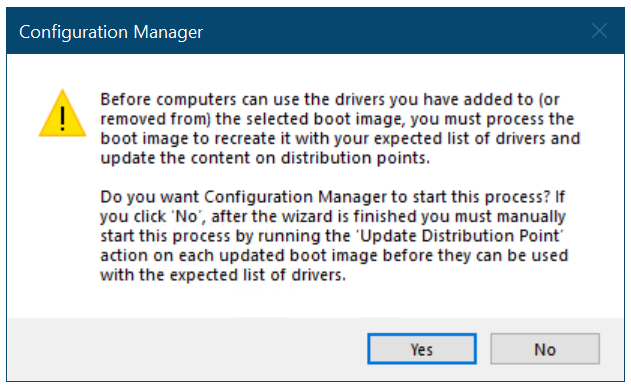 Configuration Manager
Before computers can use the drivers you have added to (or
removed from) the selected boot image, you must process the
boot image to recreate it with your expected list of drivers and
update the content on distribution points.
Do you want Configuration Manager to start this process? If
you click 'No', after the wizard is finished you must manually
start this process by running the 'Update Distribution Point'
action on each updated boot image before they can be used
with the expected list of drivers.
Yes
No